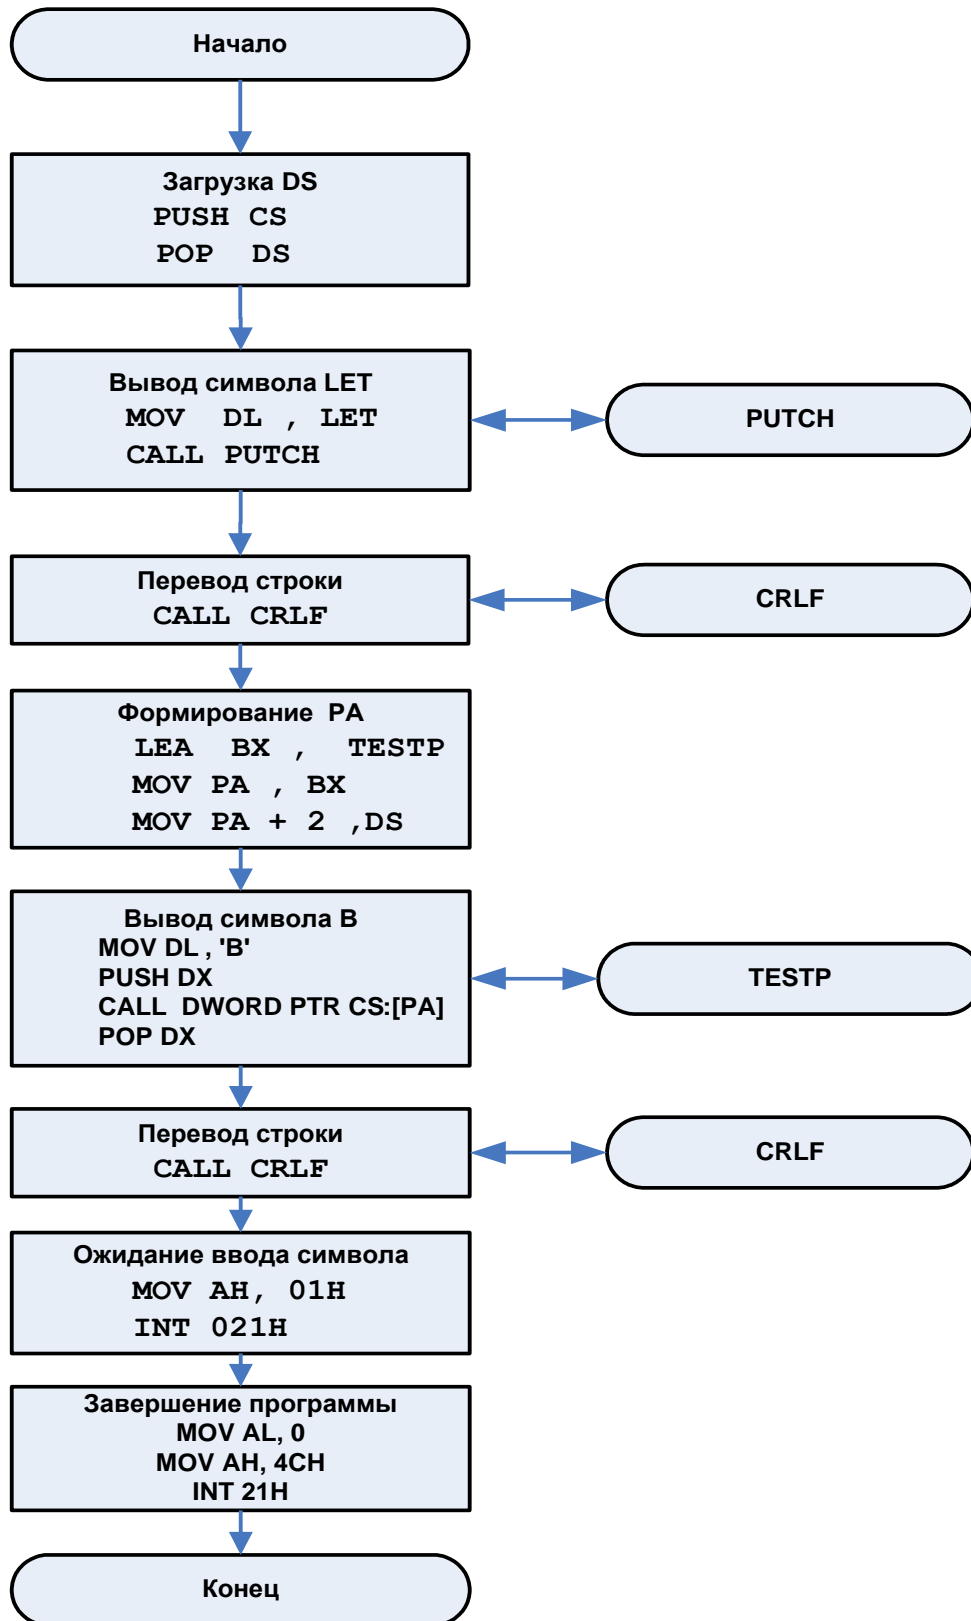 Начало
Загрузка DS
PUSH CS
POP DS
Вывод символа LET
MOV DL , LET
CALL PUTCH
PUTCH
Перевод строки
CALL CRLF
CRLF
Формирование PA
LEA BX , TESTP
MOV PA , BX
MOV PA + 2 ,DS
Вывод символа B
MOV DL , 'B'
PUSH DX
CALL DWORD PTR CS:[PA]
POP DX
TESTP
Перевод строки
CALL CRLF
CRLF
Ожидание ввода символа
MOV AH, 01H
INT 021H
Завершение программы
MOV AL, 0
MOV AH, 4CH
INT 21H
Конец